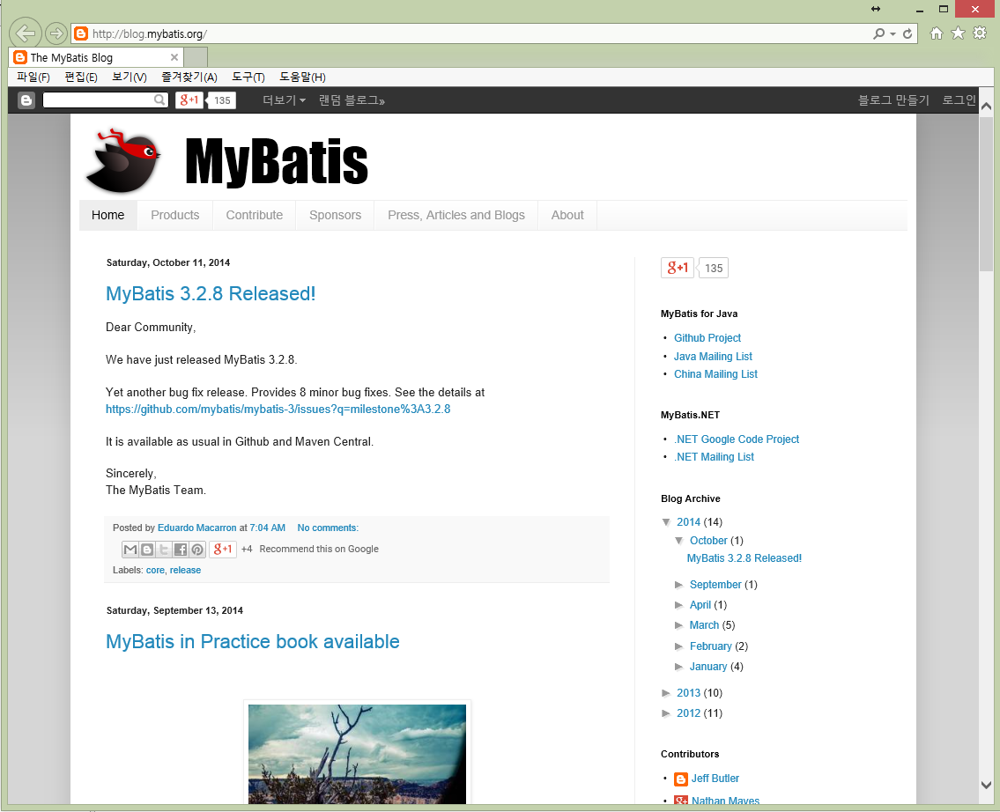 http://blog.mybatis.org/
The MyBatis Blog
파일(F) 편집(E) 보기(V) 즐겨찾기(A) 도구(T) 도움말(H)
g+1 135 더보기 랜덤 블로그» 블로그 만들기 로그인
MyBatis
Home Products Contribute Sponsors Press, Articles and Blogs About
Saturday, October 11, 2014
MyBatis 3.2.8 Released!
Dear Community,
We have just released MyBatis 3.2.8.
Yet another bug fix release. Provides 8 minor bug fixes. See the details at
https://github.com/mybatis/mybatis-3/issues?q=milestone%3A3.2.8
It is available as usual in Github and Maven Central.
Sincerely,
The MyBatis Team.
Posted by Eduardo Macarron at 7:04 AM No comments:
g+1 +4 Recommend this on Google
Labels: core, release
Saturday, September 13, 2014
MyBatis in Practice book available
g+1 135
MyBatis for Java
• Github Project
• Java Mailing List
• China Mailing List
MyBatis.NET
• .NET Google Code Project
• .NET Mailing List
Blog Archive
▼ 2014 (14)
▼ October (1)
MyBatis 3.2.8 Released!
► September (1)
► April (1)
► March (5)
► February (2)
► January (4)
► 2013 (10)
► 2012 (11)
Contributors
• Jeff Butler
• Nathan Maves